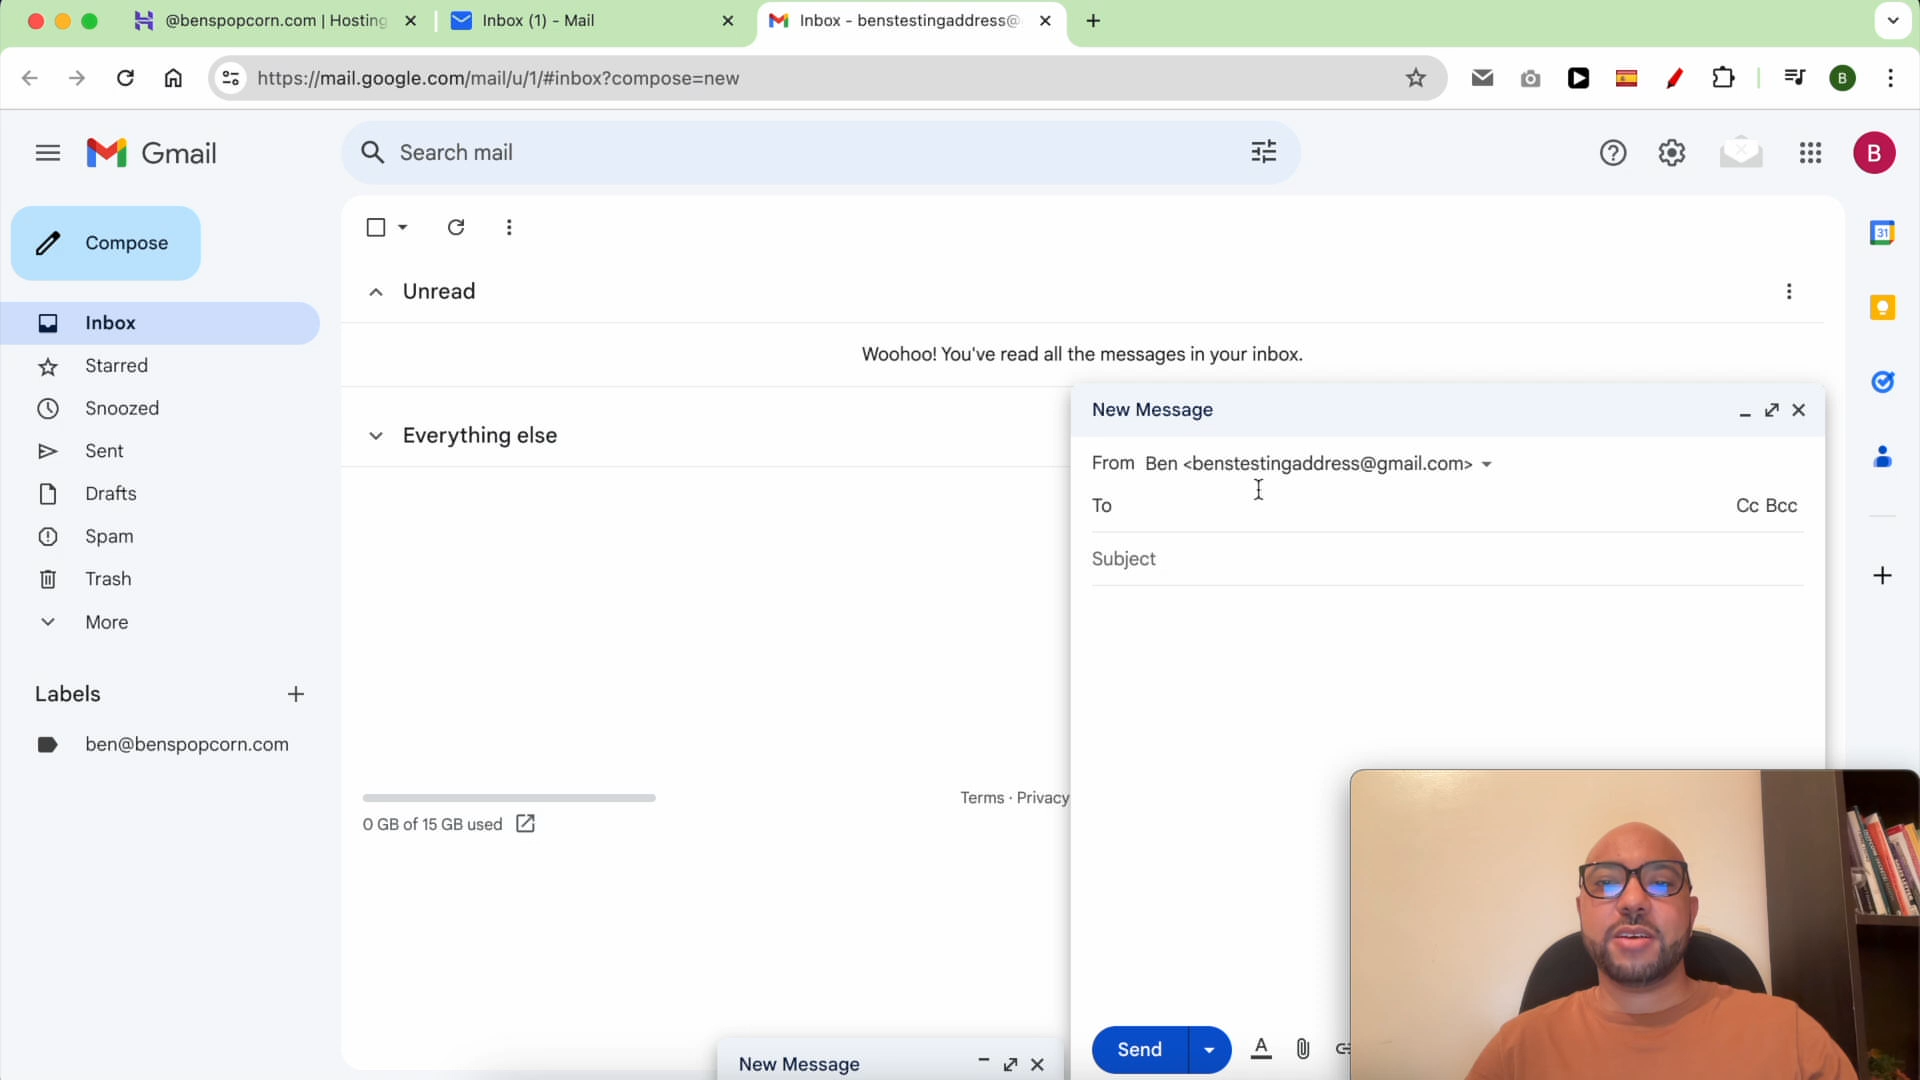 @benspopcorn.com | Hosting
Inbox (1) - Mail
Inbox - benstestingaddress@
https://mail.google.com/mail/u/1/#inbox?compose=new
B
Gmail
Search mail
B
Compose
31
Unread
Inbox
Woohoo! You've read all the messages in your inbox.
Starred
Snoozed
New Message
Everything else
Sent
From Ben <benstestingaddress@gmail.com>
Drafts
To
Cc Bcc
Spam
Subject
Trash
More
Labels
ben@benspopcorn.com
Terms · Privacy
0 GB of 15 GB used
Send
New Message